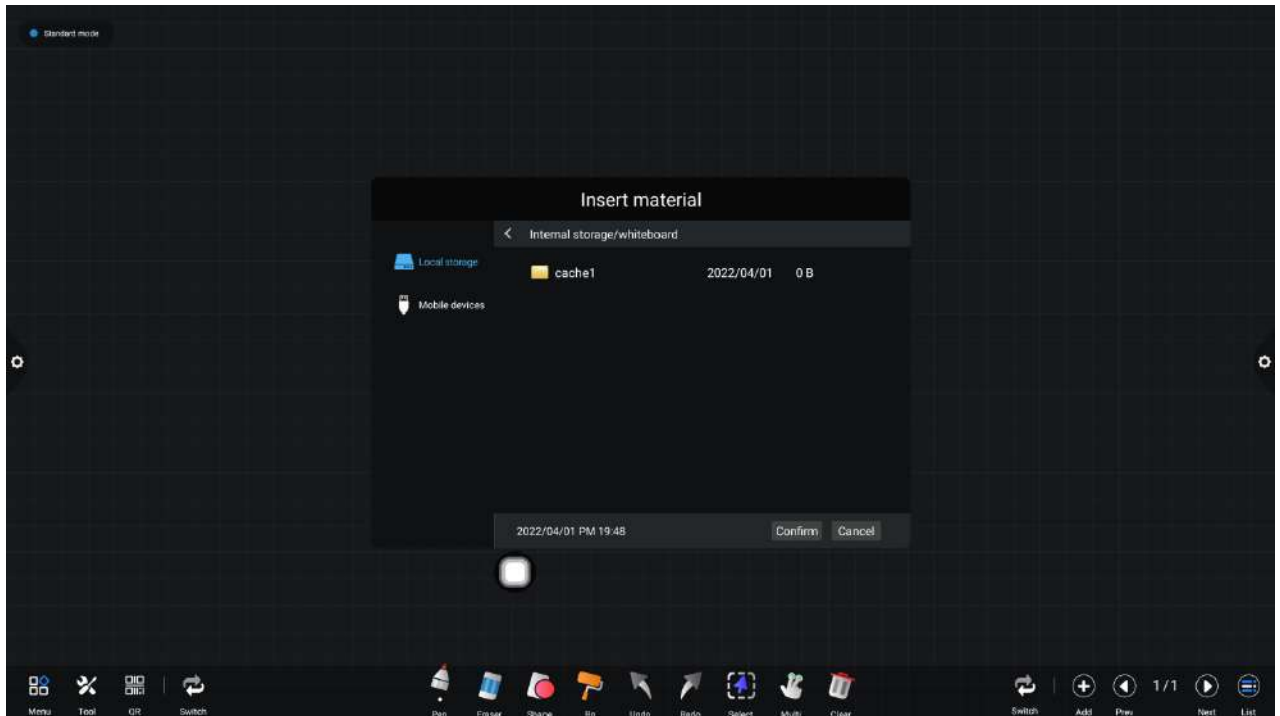 Standard mode
Insert material
Internal storage/whiteboard
Local storage
cache1 2022/04/01 0 B
Mobile devices
2022/04/01 PM 19:48 Confirm Cancel
1/1
Menu Tool QR Switch Pen Eraser Shape Bg Undo Redo Select Multi Clear Switch Add Prev Next List